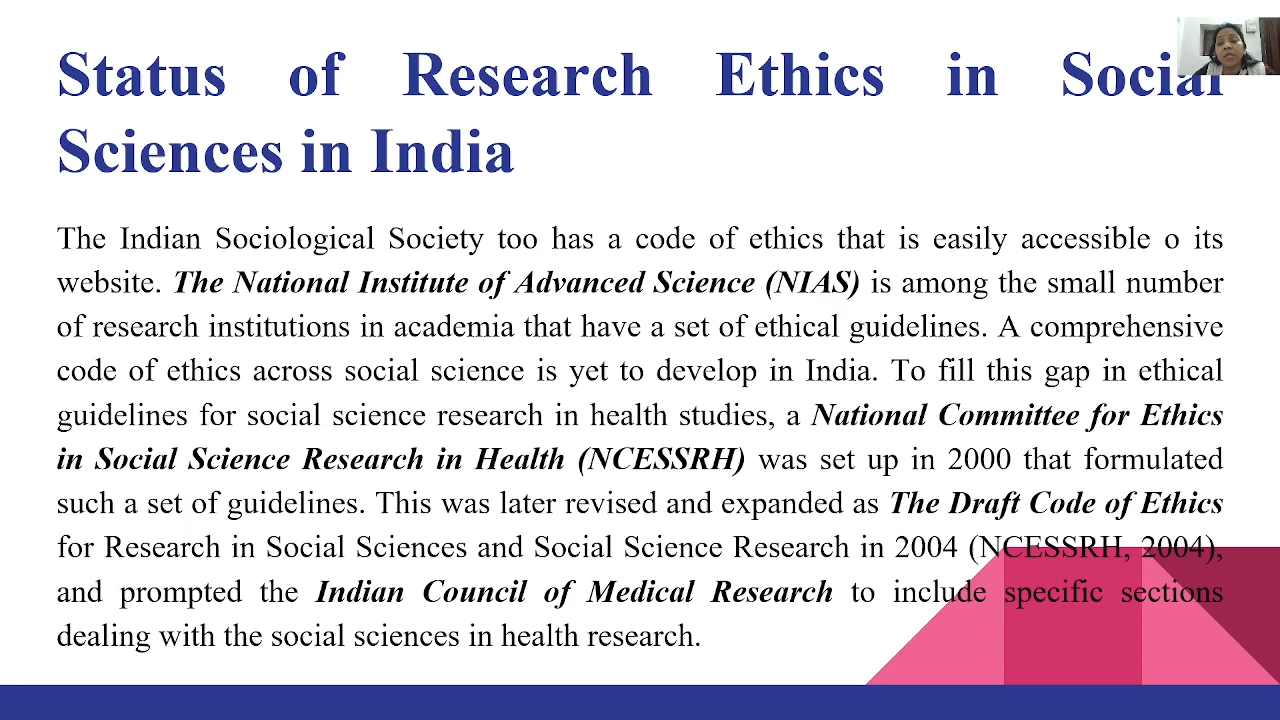 Status of Research Ethics in Social
Sciences in India
The Indian Sociological Society too has a code of ethics that is easily accessible o its
website. The National Institute of Advanced Science (NIAS) is among the small number
of research institutions in academia that have a set of ethical guidelines. A comprehensive
code of ethics across social science is yet to develop in India. To fill this gap in ethical
guidelines for social science research in health studies, a National Committee for Ethics
in Social Science Research in Health (NCESSRH) was set up in 2000 that formulated
such a set of guidelines. This was later revised and expanded as The Draft Code of Ethics
for Research in Social Sciences and Social Science Research in 2004 (NCESSRH, 2004),
and prompted the Indian Council of Medical Research to include specific sections
dealing with the social sciences in health research.